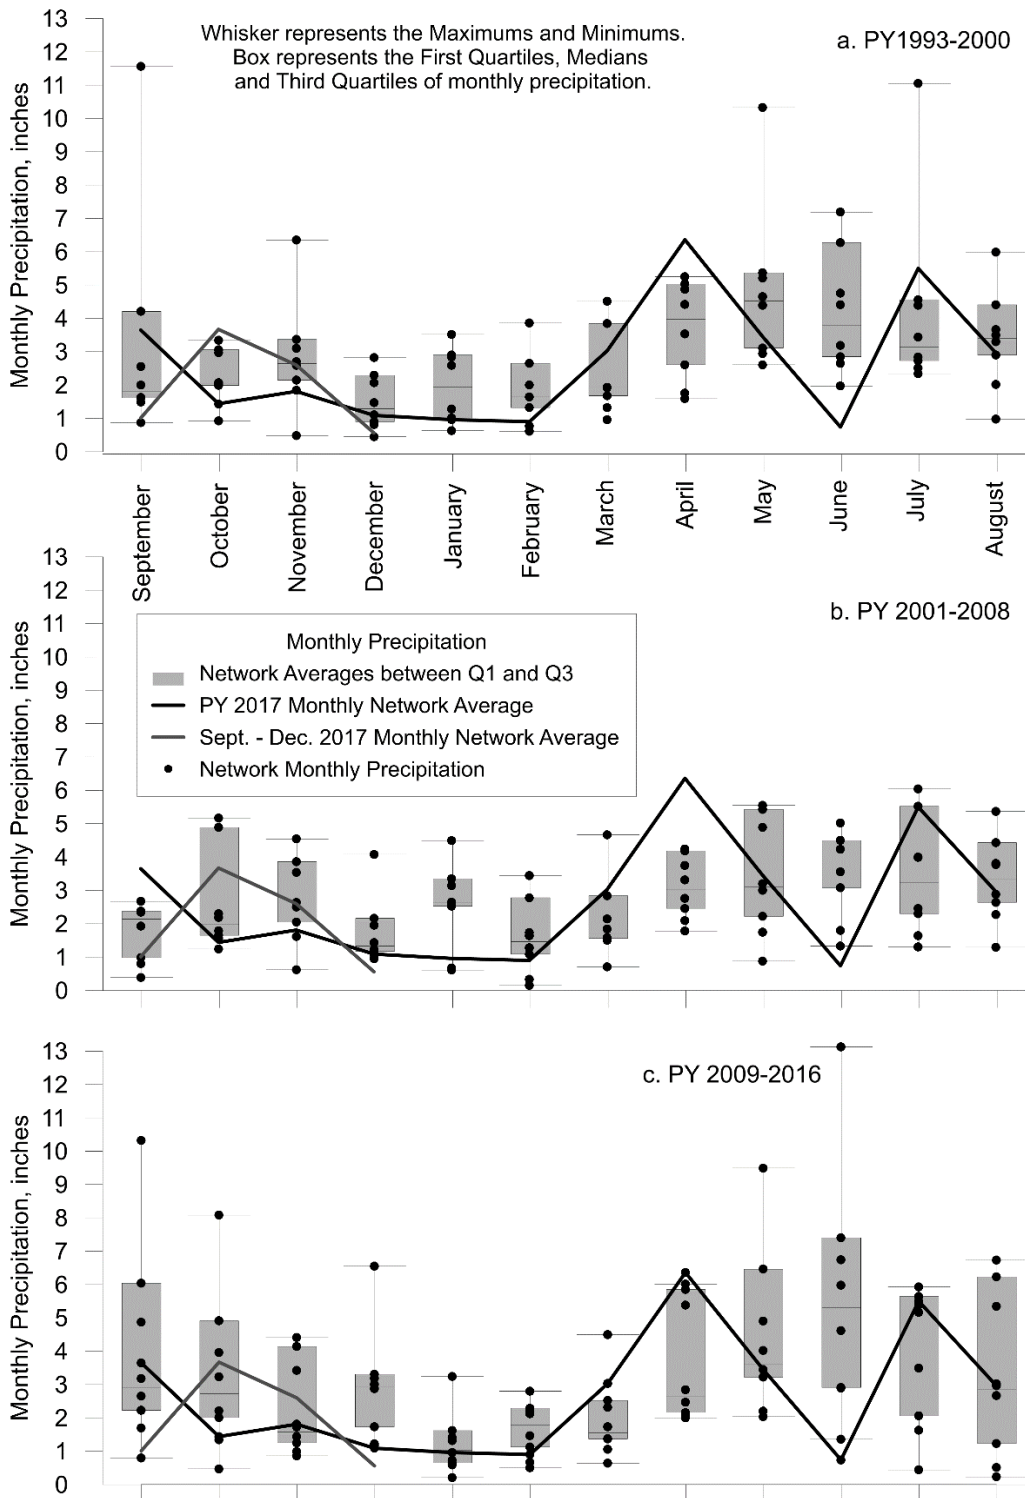 Whisker represents the Maximums and Minimums.
Box represents the First Quartiles, Medians
and Third Quartiles of monthly precipitation.
a. PY1993-2000
Monthly Precipitation, inches
13
12
11
10
9
8
7
6
5
4
3
2
1
0
September
October
November
December
January
February
March
April
May
June
July
August
b. PY 2001-2008
Monthly Precipitation, inches
13
12
11
10
9
8
7
6
5
4
3
2
1
0
Monthly Precipitation
Network Averages between Q1 and Q3
PY 2017 Monthly Network Average
Sept. - Dec. 2017 Monthly Network Average
Network Monthly Precipitation
c. PY 2009-2016
Monthly Precipitation, inches
13
12
11
10
9
8
7
6
5
4
3
2
1
0